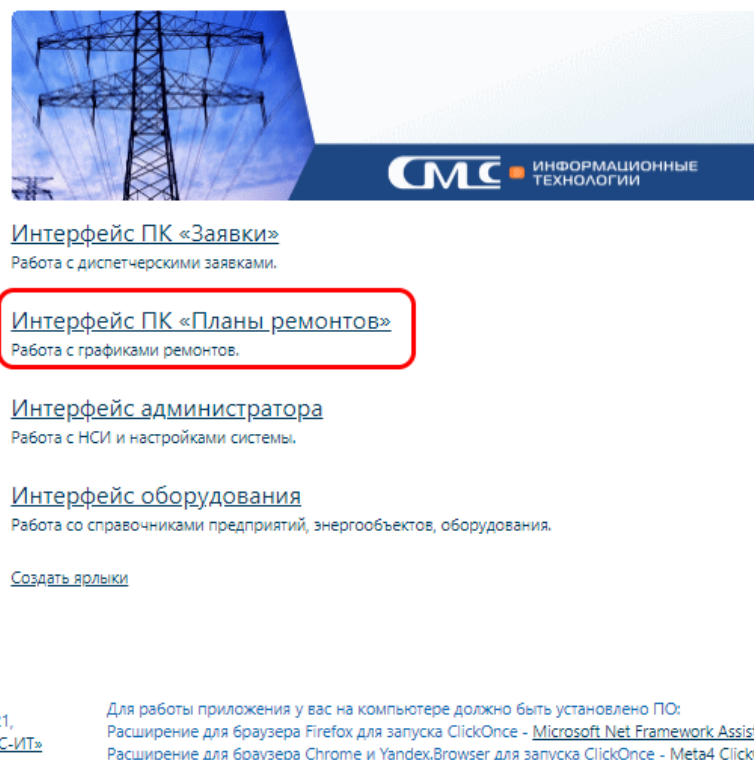 СМС ИНФОРМАЦИОННЫЕ
ТЕХНОЛОГИИ
Интерфейс ПК «Заявки»
Работа с диспетчерскими заявками.
Интерфейс ПК «Планы ремонтов»
Работа с графиками ремонтов.
Интерфейс администратора
Работа с НСИ и настройками системы.
Интерфейс оборудования
Работа со справочниками предприятий, энергообъектов, оборудования.
Создать ярлыки
С-ИТ»
Для работы приложения у вас на компьютере должно быть установлено ПО:
Расширение для браузера Firefox для запуска ClickOnce - Microsoft Net Framework
Расширение для браузера Chrome и Yandex.Browser для запуска ClickOnce - Meta4